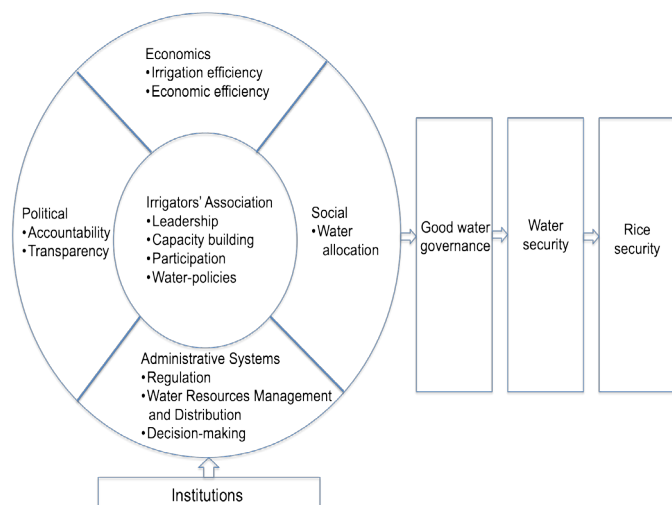 Economics
•Irrigation efficiency
•Economic efficiency
Political
•Accountability
•Transparency
Irrigators' Association
•Leadership
•Capacity building
•Participation
•Water-policies
Social
•Water
allocation
Administrative Systems
•Regulation
•Water Resources Management
and Distribution
•Decision-making
Good water
governance
Water
security
Rice
security
Institutions